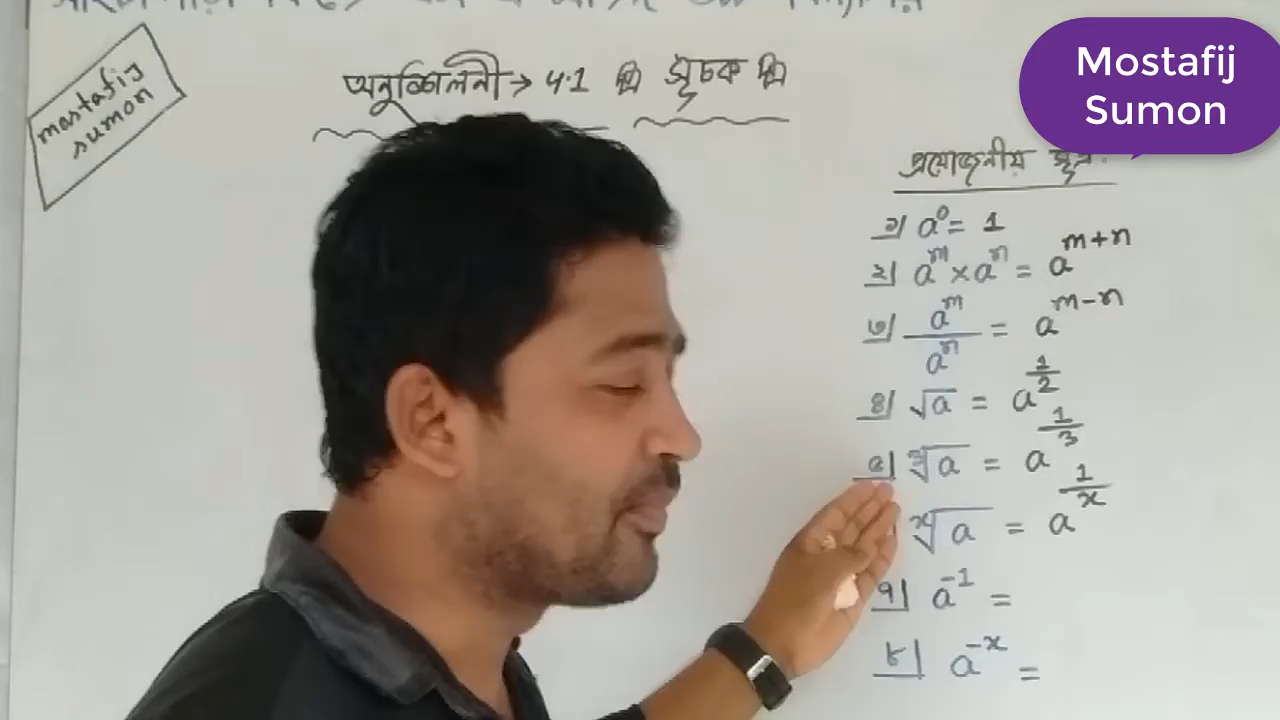 mostafij
sumon
Mostafij
Sumon
অনুশিলনী → 4.1 সূচক
প্রয়োজনীয় সূত্র:
১| a⁰ = 1
২| aᵐ × aⁿ = aᵐ⁺ⁿ
৩| aᵐ/aⁿ = aᵐ⁻ⁿ
৪| √a = a^(1/2)
৫| ³√a = a^(1/3)
ˣ√a = a^(1/x)
৭| a⁻¹ =
৮| a⁻ˣ =